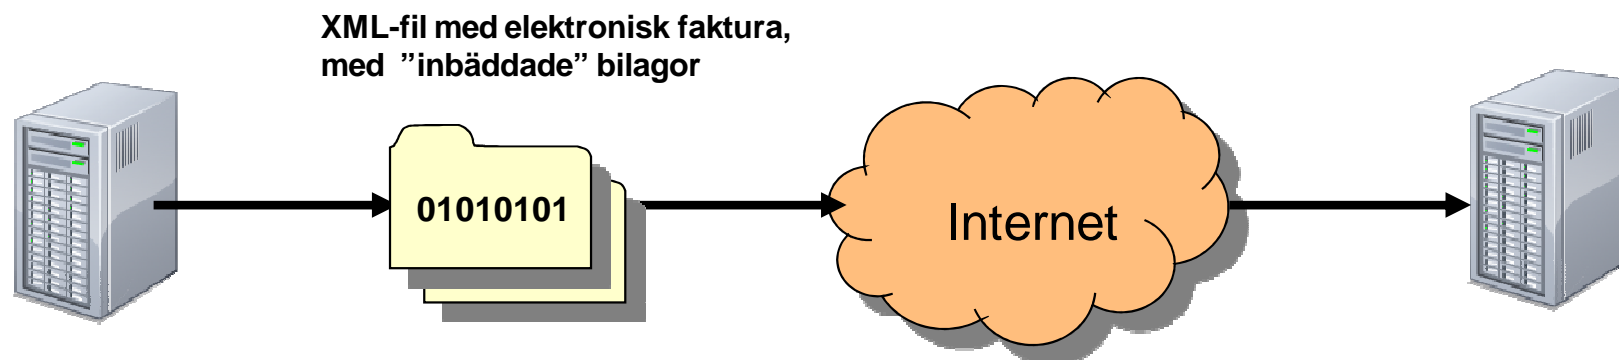 XML-fil med elektronisk faktura,
med ”inbäddade” bilagor
01010101
Internet